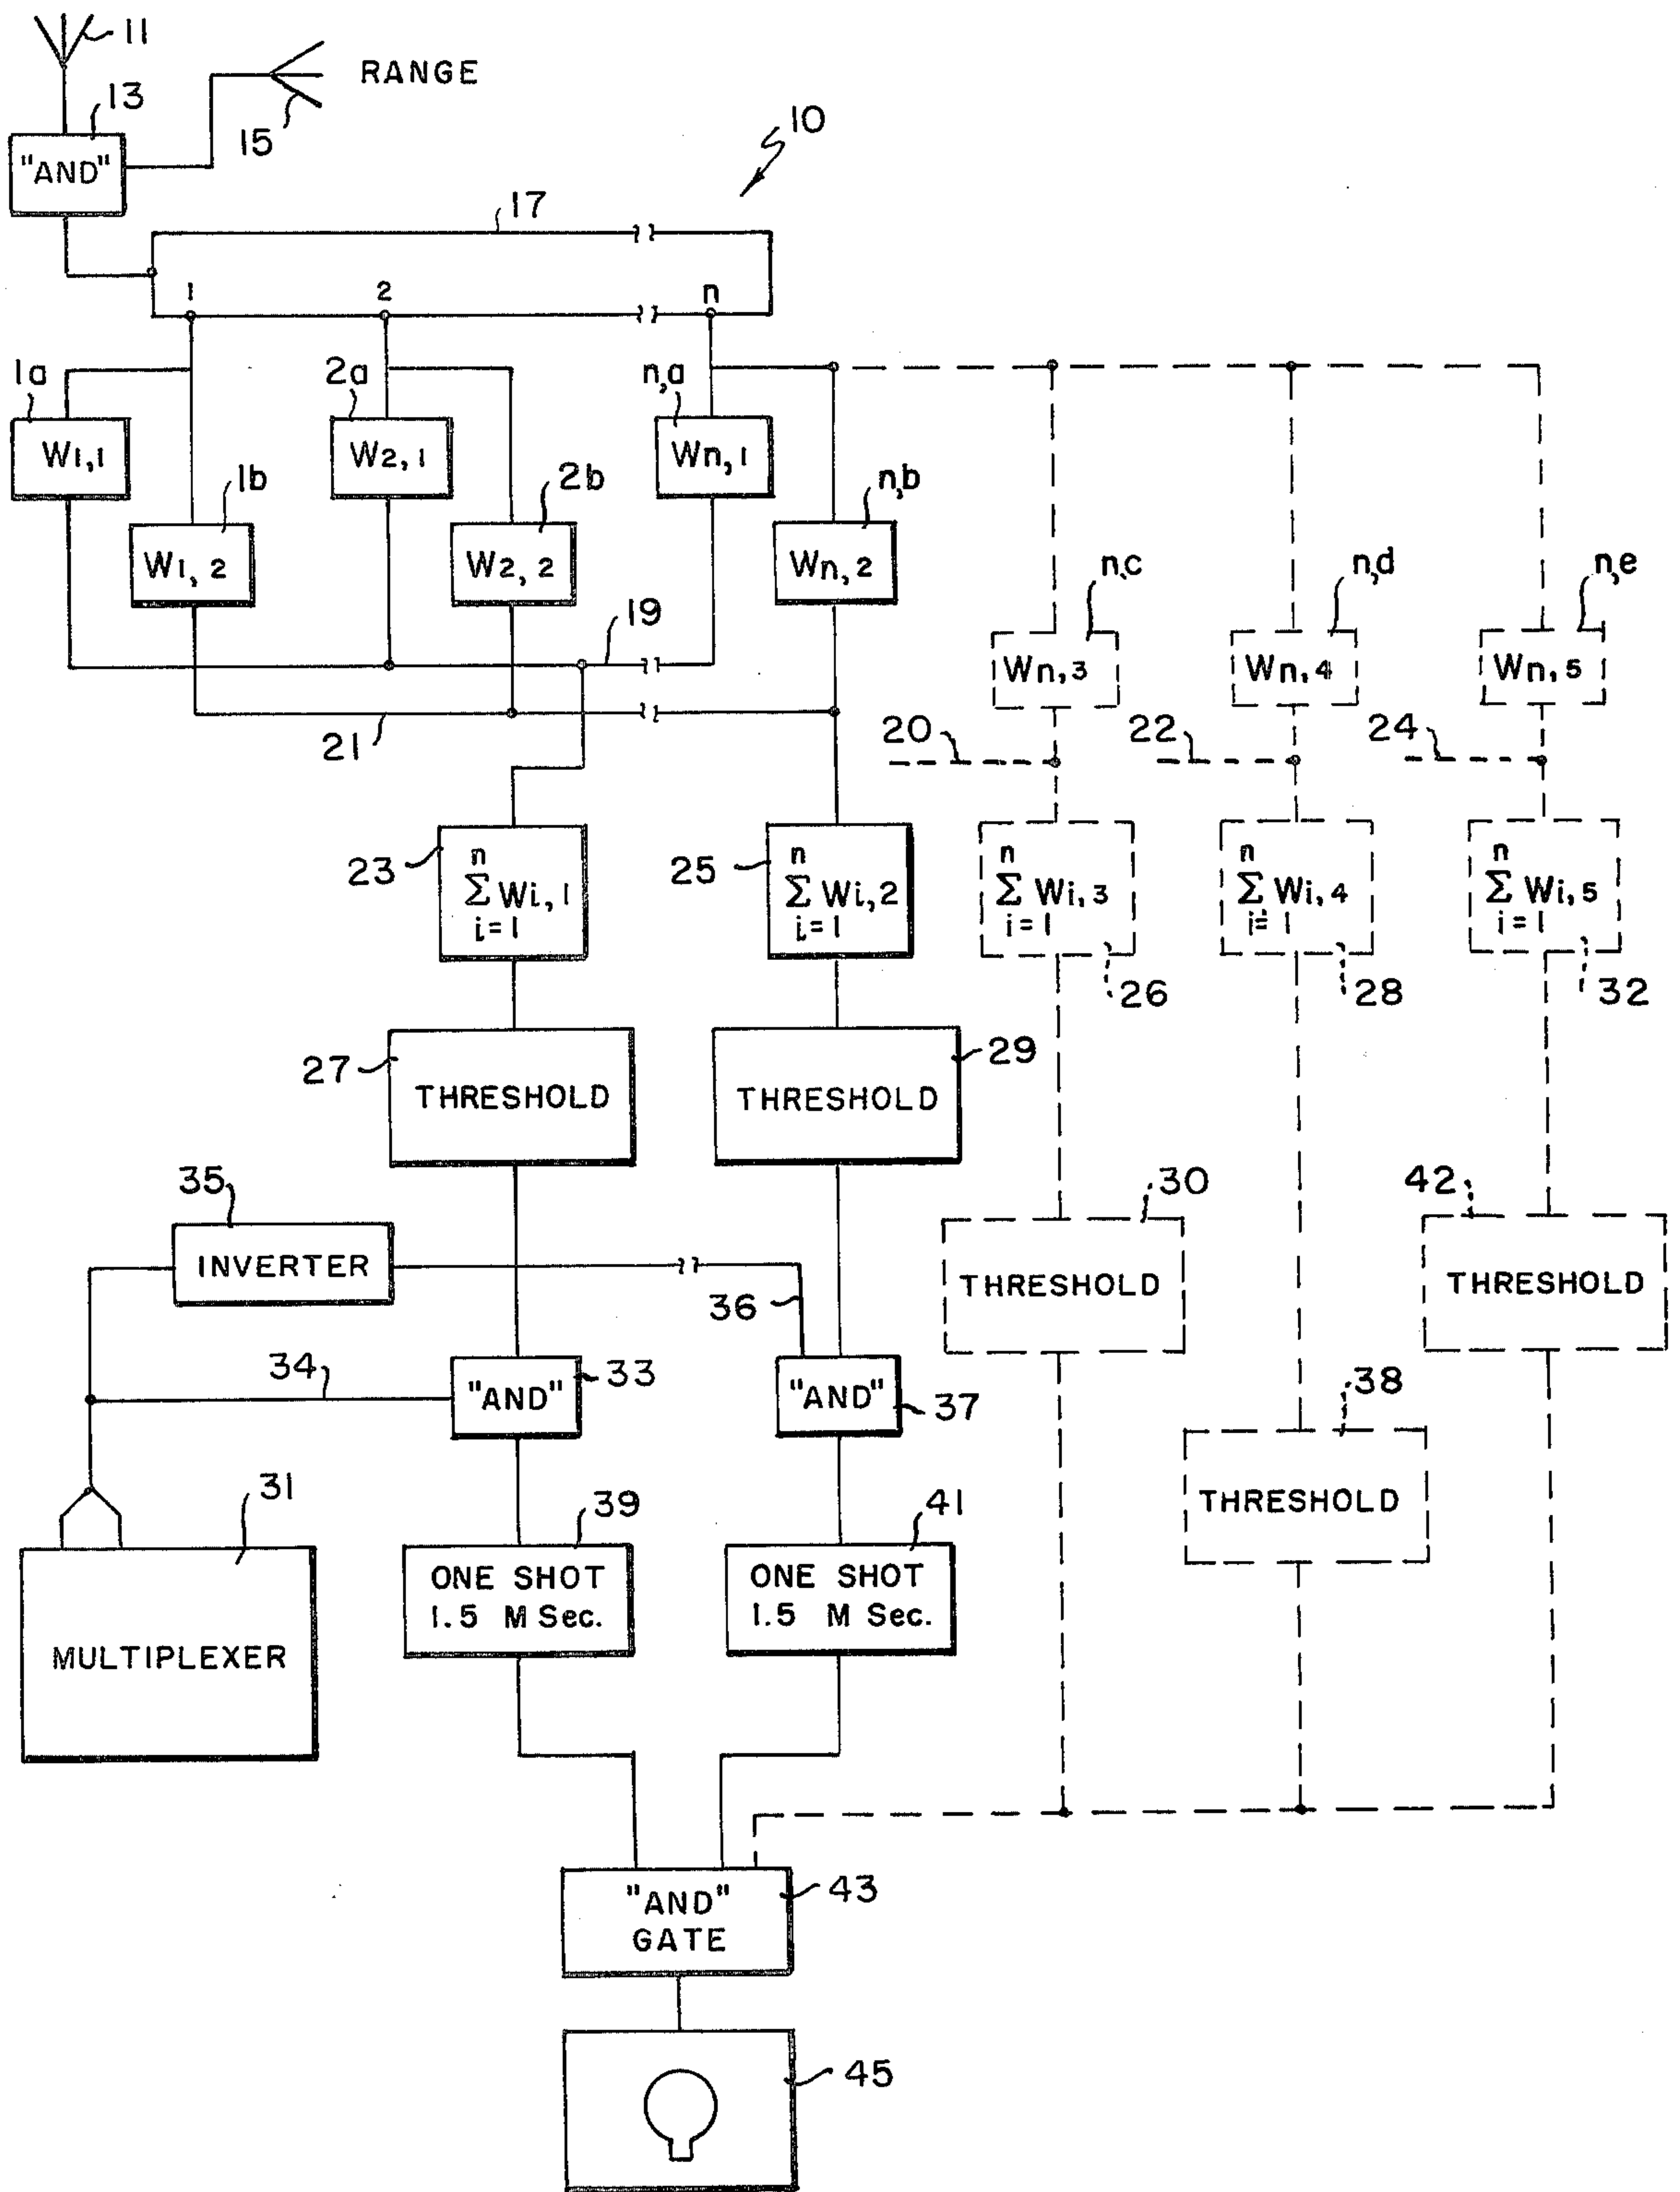 11
RANGE
13
15
"AND"
10
17
1
2
n
1a
2a
n,a
W1,1
W2,1
Wn,1
1b
2b
n,b
W1,2
W2,2
Wn,2
n,c
n,d
n,e
19
Wn,3
Wn,4
Wn,5
21
20
22
24
23
n
Σ Wi,1
i=1
25
n
Σ Wi,2
i=1
n
Σ Wi,3
i=1
n
Σ Wi,4
i=1
n
Σ Wi,5
i=1
26
28
32
27
THRESHOLD
29
THRESHOLD
35
30
42
INVERTER
36
THRESHOLD
THRESHOLD
34
"AND"
33
"AND"
37
38
31
39
41
THRESHOLD
ONE SHOT
1.5 M Sec.
ONE SHOT
1.5 M Sec.
MULTIPLEXER
"AND"
GATE
43
45